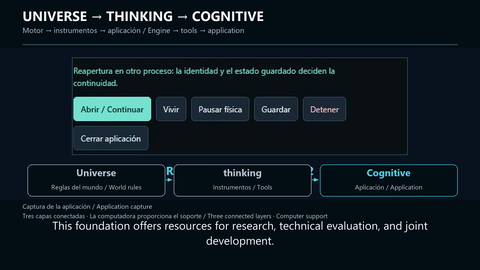 UNIVERSE → THINKING → COGNITIVE
Motor → instrumentos → aplicación / Engine → tools → application
Reapertura en otro proceso: la identidad y el estado guardado deciden la
continuidad.
Abrir / Continuar
Vivir
Pausar física
Guardar
Detener
Cerrar aplicación
Universe
Reglas del mundo / World rules
thinking
Instrumentos / Tools
Cognitive
Aplicación / Application
Captura de la aplicación / Application capture
Tres capas conectadas · La computadora proporciona el soporte / Three connected layers · Computer support
This foundation offers resources for research, technical evaluation, and joint
development.